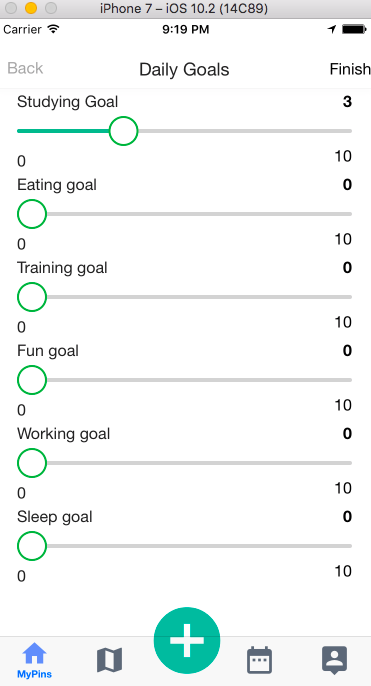 iPhone 7 – iOS 10.2 (14C89)
Carrier 9:19 PM
Back Daily Goals Finish
Studying Goal 3
0 10
Eating goal 0
0 10
Training goal 0
0 10
Fun goal 0
0 10
Working goal 0
0 10
Sleep goal 0
0 10
MyPins